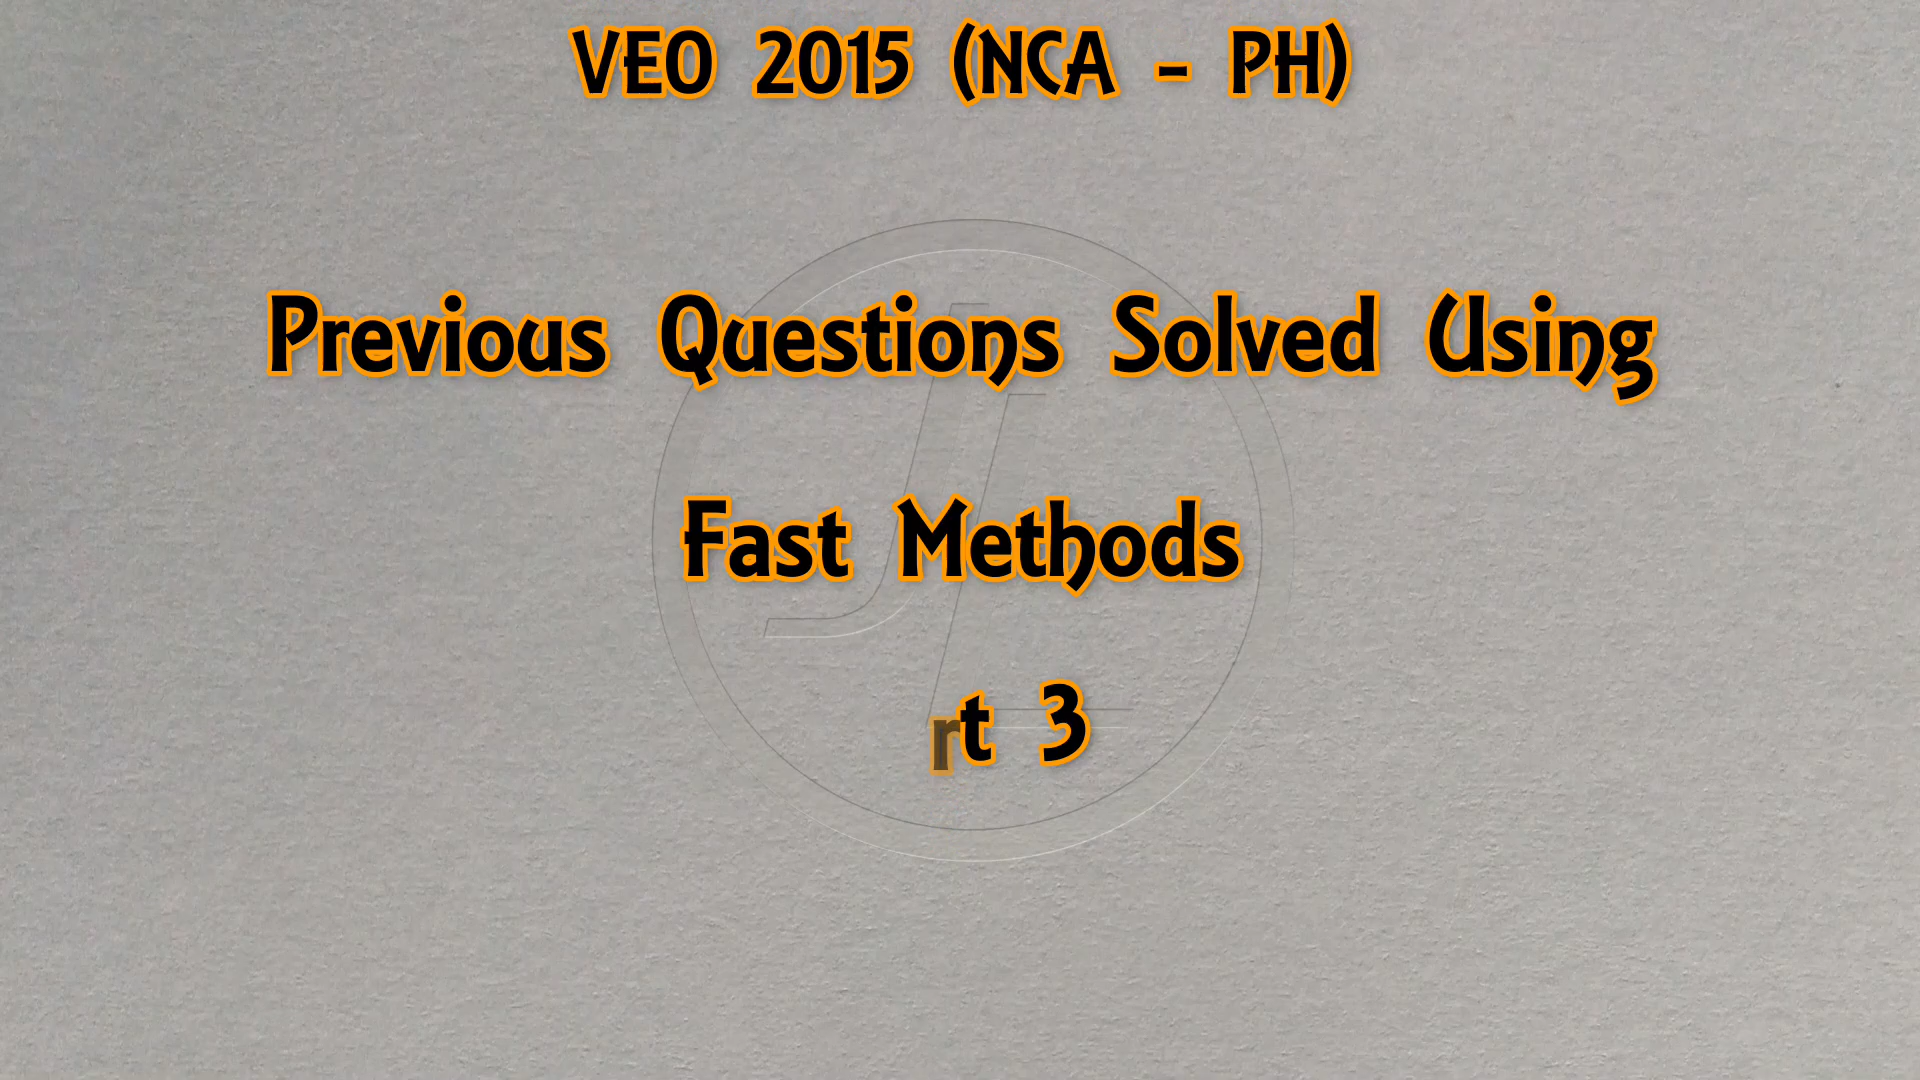 VEO 2015 (NCA - PH)
Previous Questions Solved Using
Fast Methods
rt 3